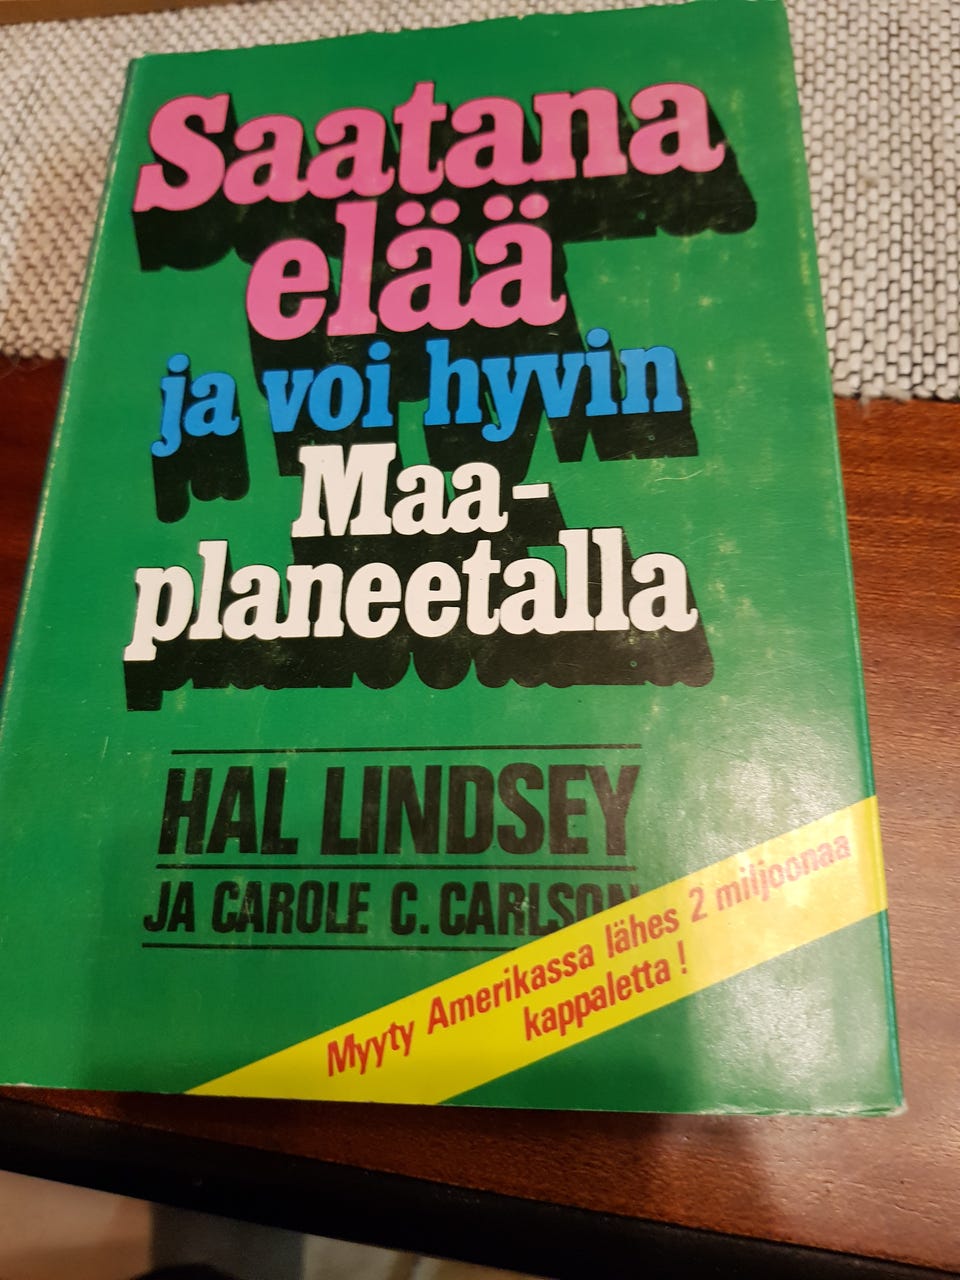 Saatana
elää
ja voi hyvin
Maa-
planeetalla
HAL LINDSEY
JA CAROLE C. CARLSON
Myyty Amerikassa lähes 2 miljoonaa
kappaletta!